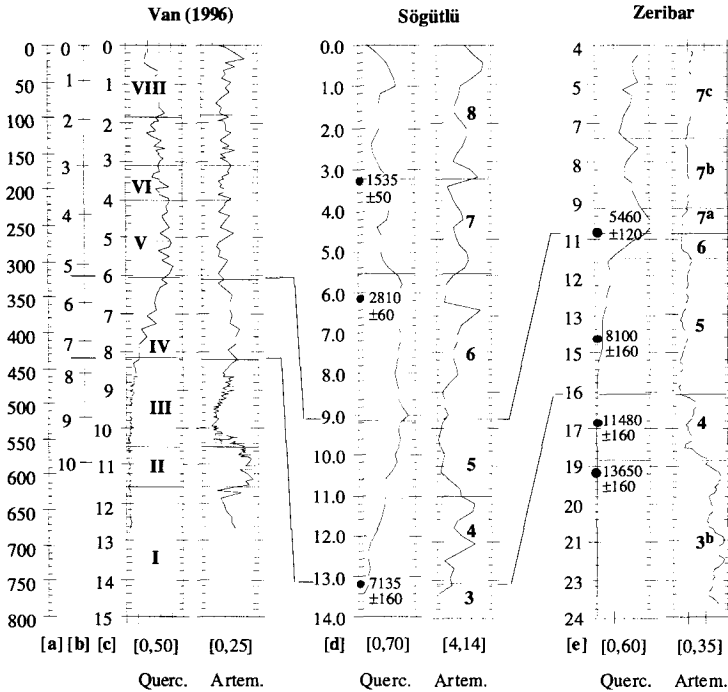 Van (1996) Sögütlü Zeribar
0 0 0 0.0 4
50 1 1 VIII 1.0 5 7c
100 2 2 2.0 8 7
150 3 3 3.0 1535 ±50 8 7b
200 VI
4 4 4.0 7 9 7a
250 V 5460 ±120
5 5 5.0 11 6
300
6 6 6.0 2810 ±60
350 6
400 7 7 7.0 13 5
IV 6 8100 ±160
450 8 8 8.0 15
9 III 16
500 9 9.0 4
10 17 11480 ±160
550 10.0 5
600 10 11 II 19 13650 ±160
11.0 20
650 12 12.0 4
700 13 I 21 3b
13.0 23
750 14 7135 ±160 3
800 15 14.0 24
[a] [b] [c] [0,50] [0,25] [d] [0,70] [4,14] [e] [0,60] [0,35]
Querc. Artem. Querc. Artem. Querc. Artem.